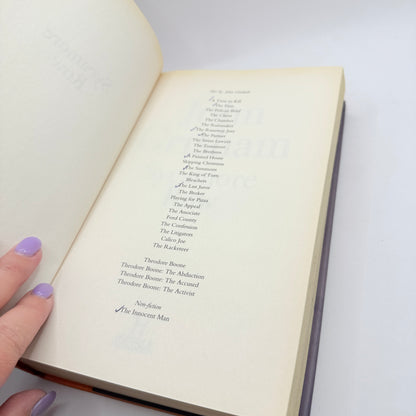 Also by John Grisham
A Time to Kill
The Firm
The Pelican Brief
The Client
The Chamber
The Rainmaker
The Runaway Jury
The Partner
The Street Lawyer
The Testament
The Brethren
A Painted House
Skipping Christmas
The Summons
The King of Torts
Bleachers
The Last Juror
The Broker
Playing for Pizza
The Appeal
The Associate
Ford County
The Confession
The Litigators
Calico Joe
The Racketeer
Theodore Boone
Theodore Boone: The Abduction
Theodore Boone: The Accused
Theodore Boone: The Activist
Non-fiction
The Innocent Man